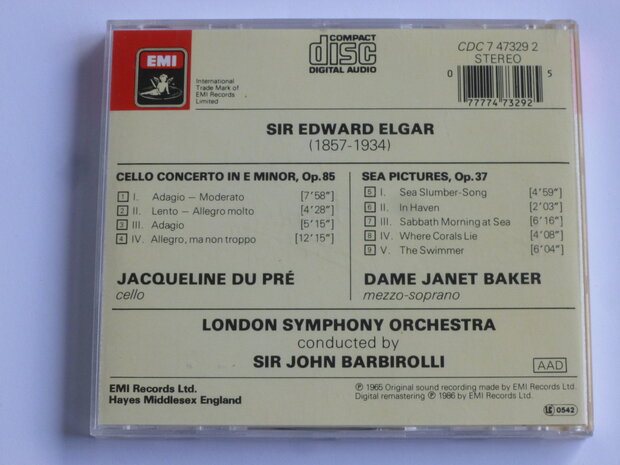 EMI
International
Trade Mark of
EMI Records
Limited
COMPACT
disc
DIGITAL AUDIO
CDC 7 47329 2
STEREO
0 77774 73292 5
SIR EDWARD ELGAR
(1857-1934)
CELLO CONCERTO IN E MINOR, Op.85
1 I. Adagio – Moderato [7'58"]
2 II. Lento – Allegro molto [4'28"]
3 III. Adagio [5'15"]
4 IV. Allegro, ma non troppo [12'15"]
JACQUELINE DU PRÉ
cello
SEA PICTURES, Op.37
5 I. Sea Slumber-Song [4'59"]
6 II. In Haven [2'03"]
7 III. Sabbath Morning at Sea [6'16"]
8 IV. Where Corals Lie [4'08"]
9 V. The Swimmer [6'04"]
DAME JANET BAKER
mezzo-soprano
LONDON SYMPHONY ORCHESTRA
conducted by
SIR JOHN BARBIROLLI
AAD
EMI Records Ltd.
Hayes Middlesex England
℗ 1965 Original sound recording made by EMI Records Ltd.
Digital remastering ℗ 1986 by EMI Records Ltd.
LC 0542